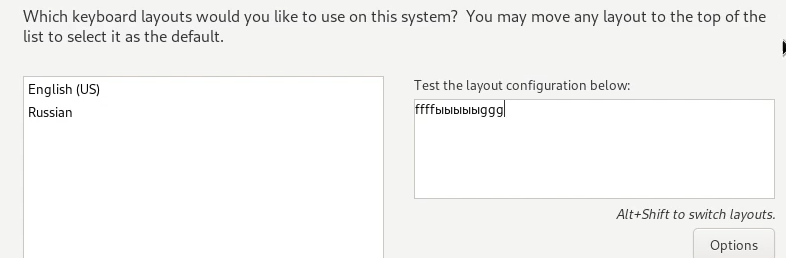 Which keyboard layouts would you like to use on this system?  You may move any layout to the top of the
list to select it as the default.
English (US)
Russian
Test the layout configuration below:
ffffыыыыыggg
Alt+Shift to switch layouts.
Options